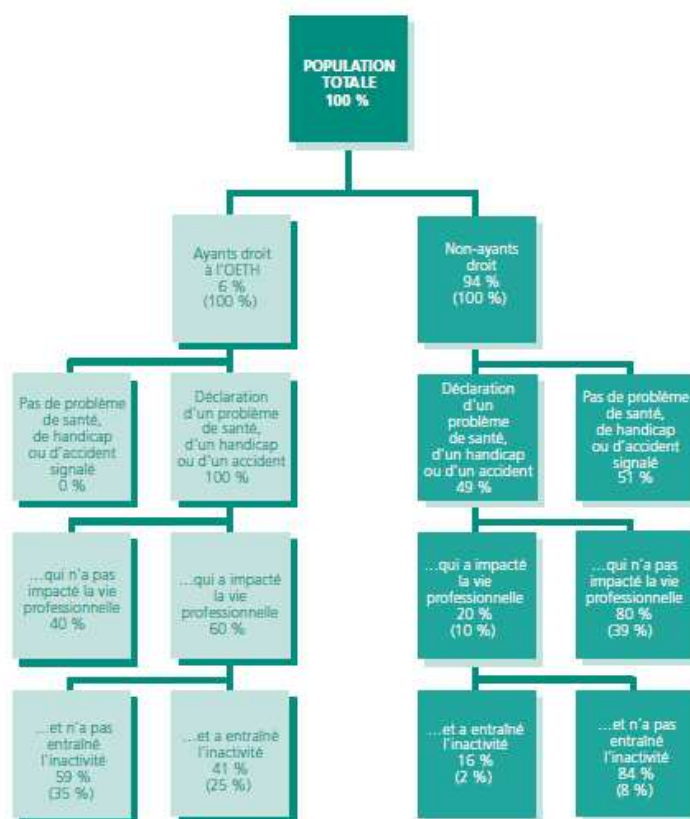 POPULATION
TOTALE
100 %
Ayants droit
à l'OETH
6 %
(100 %)
Non-ayants
droit
94 %
(100 %)
Pas de problème
de santé,
de handicap
ou d'accident
signalé
0 %
Déclaration
d'un problème
de santé,
d'un handicap
ou d'un accident
100 %
Déclaration
d'un
problème
de santé,
d'un handicap
ou d'un accident
49 %
Pas de problème
de santé,
de handicap
ou d'accident
signalé
51 %
...qui n'a pas
impacté la vie
professionnelle
40 %
...qui a impacté
la vie
professionnelle
60 %
...qui a impacté
la vie
professionnelle
20 %
(10 %)
...qui n'a pas
impacté la vie
professionnelle
80 %
(39 %)
...et n'a pas
entraîné
l'inactivité
59 %
(35 %)
...et a entraîné
l'inactivité
41 %
(25 %)
...et a entraîné
l'inactivité
16 %
(2 %)
...et n'a pas
entraîné
l'inactivité
84 %
(8 %)